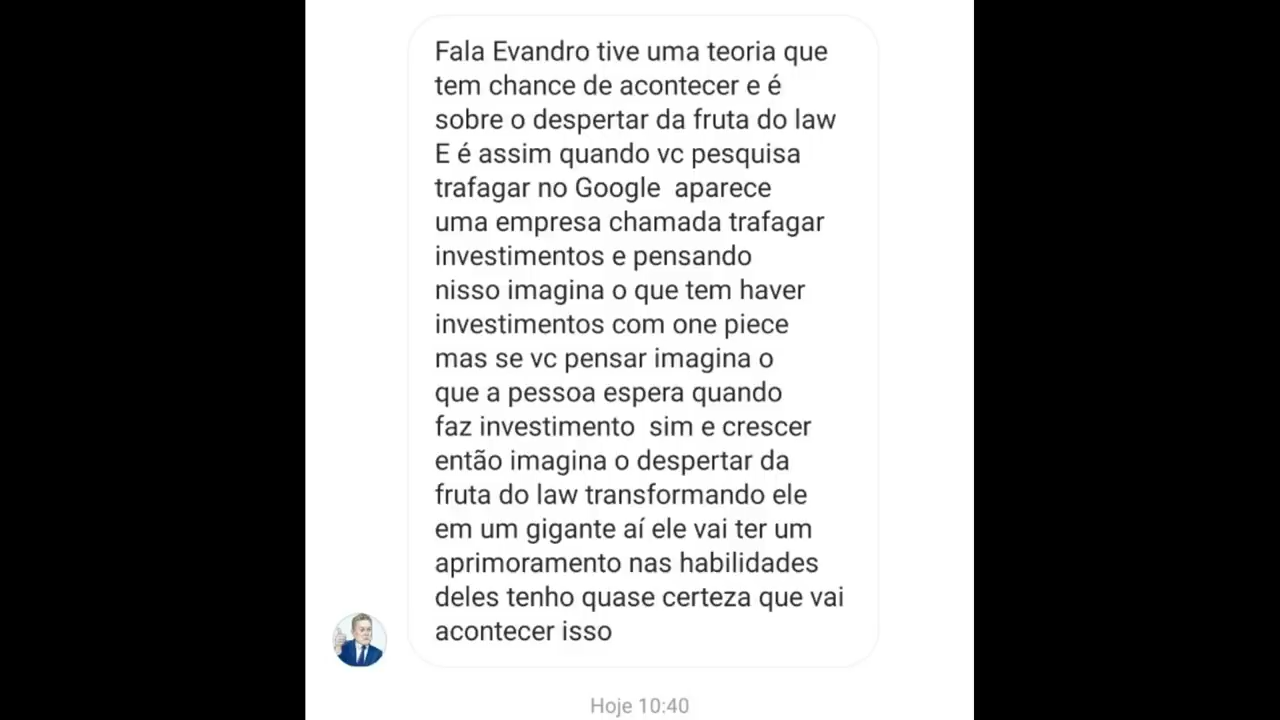 Fala Evandro tive uma teoria que
tem chance de acontecer e é
sobre o despertar da fruta do law
E é assim quando vc pesquisa
trafagar no Google  aparece
uma empresa chamada trafagar
investimentos e pensando
nisso imagina o que tem haver
investimentos com one piece
mas se vc pensar imagina o
que a pessoa espera quando
faz investimento  sim e crescer
então imagina o despertar da
fruta do law transformando ele
em um gigante aí ele vai ter um
aprimoramento nas habilidades
deles tenho quase certeza que vai
acontecer isso
Hoje 10:40